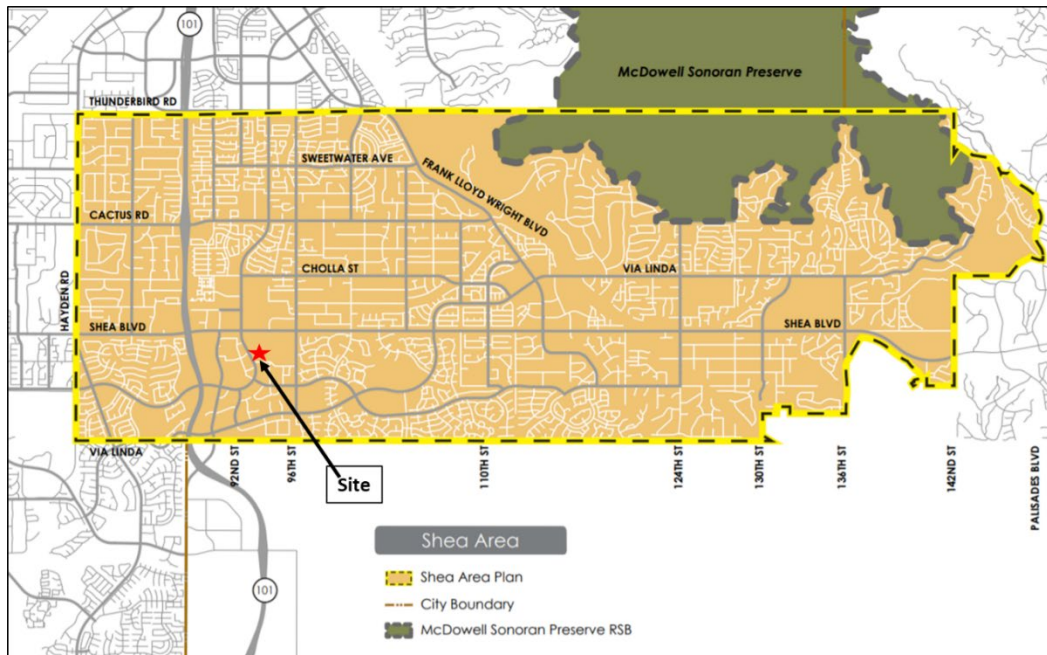 101
McDowell Sonoran Preserve
THUNDERBIRD RD
SWEETWATER AVE
FRANK LLOYD WRIGHT BLVD
CACTUS RD
CHOLLA ST
VIA LINDA
HAYDEN RD
SHEA BLVD
SHEA BLVD
VIA LINDA
92ND ST
96TH ST
110TH ST
124TH ST
130TH ST
136TH ST
142ND ST
PALISADES BLVD
Site
Shea Area
Shea Area Plan
City Boundary
McDowell Sonoran Preserve RSB
101